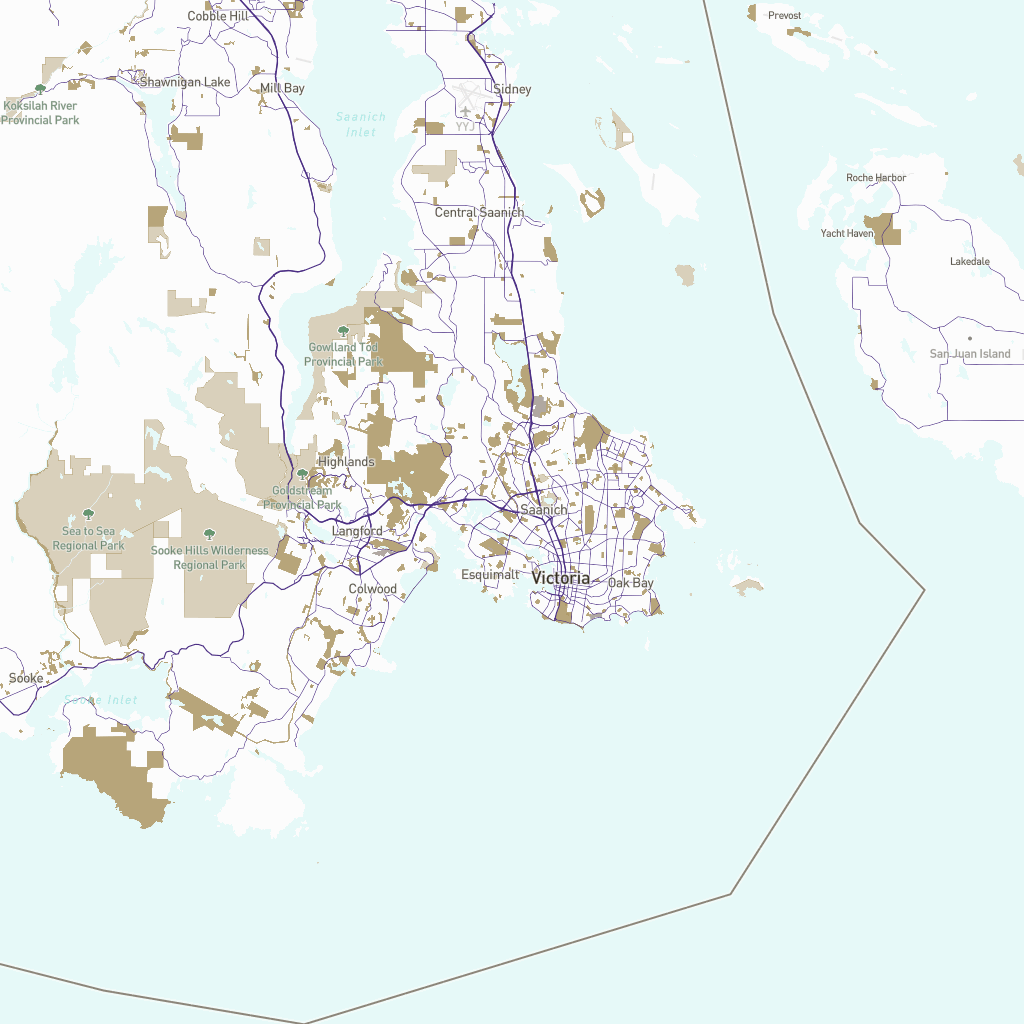 Cobble Hill
Prevost
Shawnigan Lake
Mill Bay
Sidney
Koksilah River
Provincial Park
Saanich
Inlet
YYJ
Roche Harbor
Central Saanich
Yacht Haven
Lakedale
Gowlland Tod
Provincial Park
San Juan Island
Highlands
Goldstream
Provincial Park
Saanich
Sea to Sea
Regional Park
Langford
Sooke Hills Wilderness
Regional Park
Esquimalt
Victoria
Oak Bay
Colwood
Sooke
Sooke Inlet